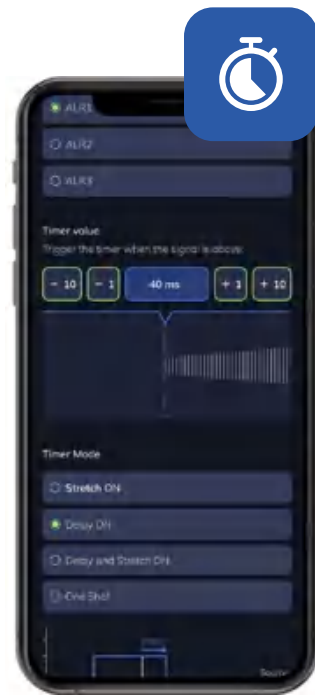 ALR1
ALR2
ALR3
Timer value
Trigger the timer when the signal is above:
- 10
- 1
40 ms
+ 1
+ 10
Timer Mode
Stretch ON
Delay ON
Delay and Stretch ON
One Shot
Source